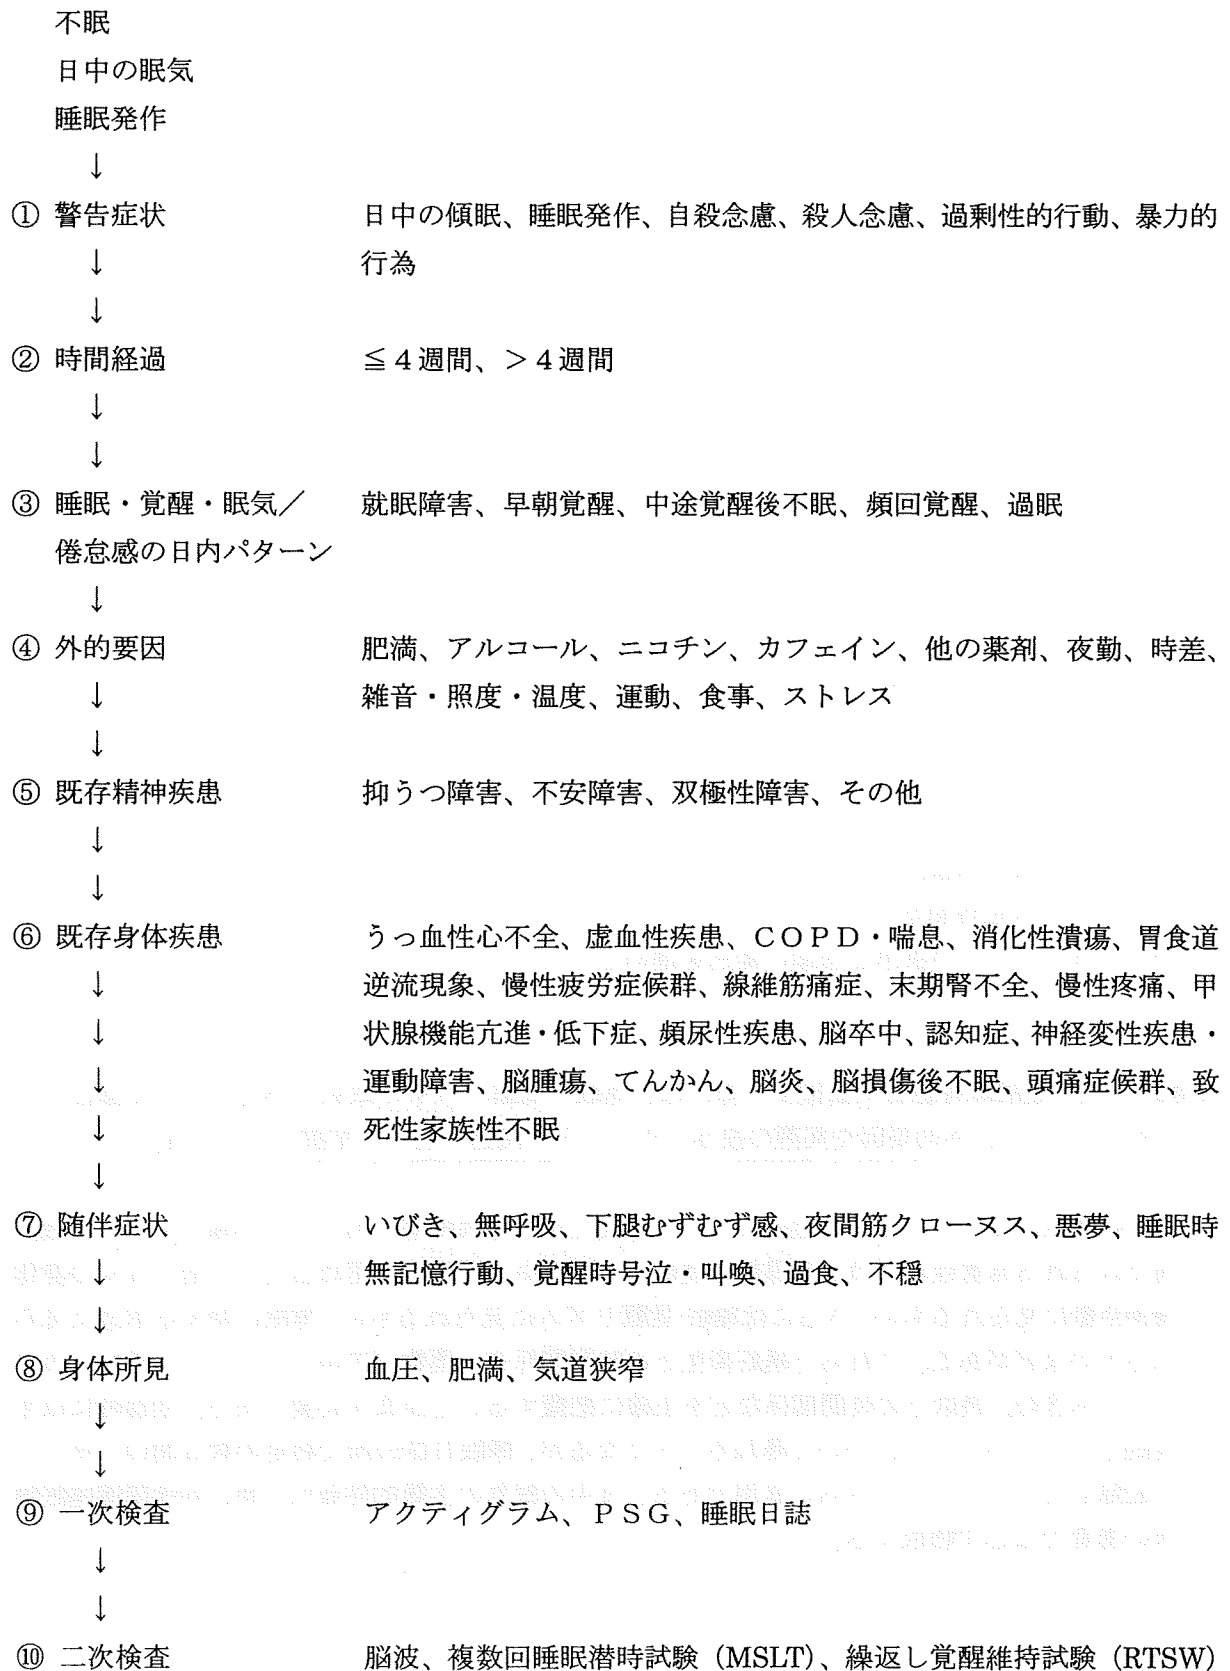 不眠
日中の眠気
睡眠発作
↓
① 警告症状 日中の傾眠、睡眠発作、自殺念慮、殺人念慮、過剰性的行動、暴力的
↓ 行為
↓
② 時間経過 ≦4週間、>4週間
↓
↓
③ 睡眠・覚醒・眠気/ 就眠障害、早朝覚醒、中途覚醒後不眠、頻回覚醒、過眠
倦怠感の日内パターン
↓
④ 外的要因 肥満、アルコール、ニコチン、カフェイン、他の薬剤、夜勤、時差、
↓ 雑音・照度・温度、運動、食事、ストレス
↓
⑤ 既存精神疾患 抑うつ障害、不安障害、双極性障害、その他
↓
↓
⑥ 既存身体疾患 うっ血性心不全、虚血性疾患、COPD・喘息、消化性潰瘍、胃食道
↓ 逆流現象、慢性疲労症候群、線維筋痛症、末期腎不全、慢性疼痛、甲
↓ 状腺機能亢進・低下症、頻尿性疾患、脳卒中、認知症、神経変性疾患・
↓ 運動障害、脳腫瘍、てんかん、脳炎、脳損傷後不眠、頭痛症候群、致
↓ 死性家族性不眠
↓
⑦ 随伴症状 いびき、無呼吸、下腿むずむず感、夜間筋クローヌス、悪夢、睡眠時
↓ 無記憶行動、覚醒時号泣・叫喚、過食、不穏
↓
⑧ 身体所見 血圧、肥満、気道狭窄
↓
↓
⑨ 一次検査 アクティグラム、PSG、睡眠日誌
↓
↓
⑩ 二次検査 脳波、複数回睡眠潜時試験(MSLT)、繰返し覚醒維持試験(RTSW)